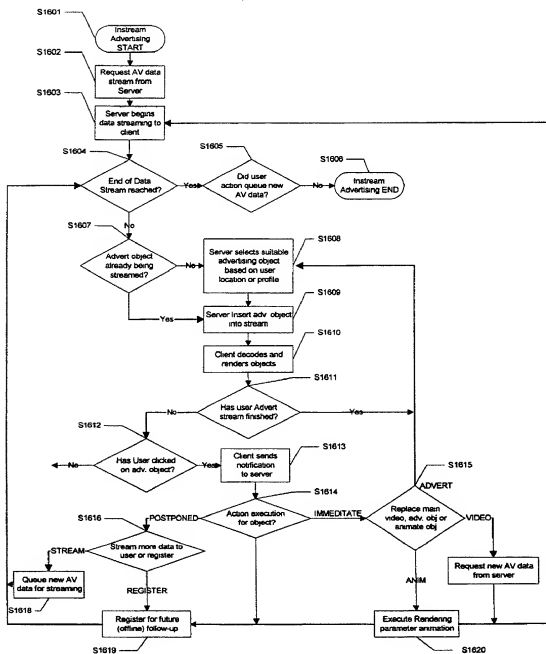 S1601
Instream
Advertising
START
S1602
Request AV data
stream from
Server
S1603
Server begins
data streaming to
client
S1604
End of Data
Stream reached?
Yes
S1605
Did user
action queue new
AV data?
No
S1606
Instream
Advertising END
No
S1607
Advert object
already being
streamed?
No
Yes
S1608
Server selects suitable
advertising object
based on user
location or profile
S1609
Server Insert adv. object
into stream
S1610
Client decodes and
renders objects
S1611
Has user Advert
stream finished?
No
Yes
S1612
Has User clicked
on adv. object?
No
Yes
S1613
Client sends
notification
to server
S1614
Action execution
for object?
POSTPONED
IMMEDITATE
S1615
ADVERT
Replace main
video, adv. obj or
animate obj
VIDEO
ANIM
S1616
Stream more data to
user or register
STREAM
REGISTER
Queue new AV
data for streaming
S1618
Request new AV data
from server
Register for future
(offline) follow-up
S1619
Execute Rendering
parameter animation
S1620